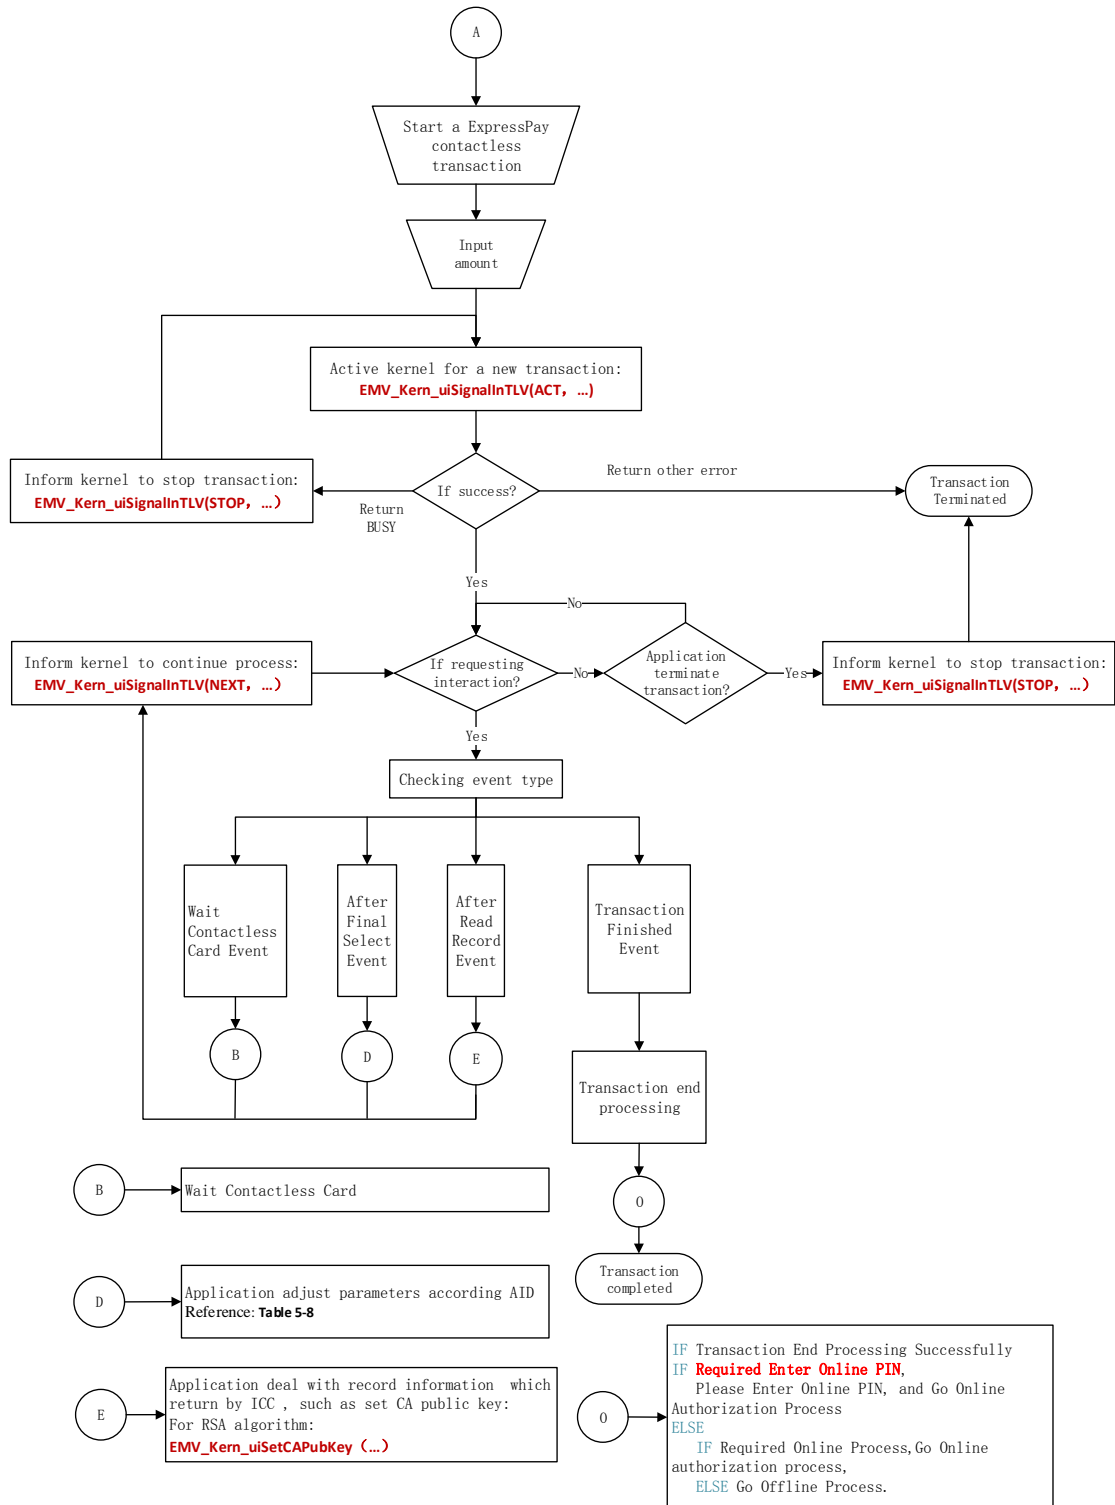 A
Start a ExpressPay
contactless
transaction
Input
amount
Active kernel for a new transaction:
EMV_Kern_uiSignalInTLV(ACT, …)
Inform kernel to stop transaction:
EMV_Kern_uiSignalInTLV(STOP, …)
Return
BUSY
If success?
Return other error
Transaction
Terminated
Yes
No
Inform kernel to continue process:
EMV_Kern_uiSignalInTLV(NEXT, …)
If requesting
interaction?
No
Application
terminate
transaction?
Yes
Inform kernel to stop transaction:
EMV_Kern_uiSignalInTLV(STOP, …)
Yes
Checking event type
Wait
Contactless
Card Event
After
Final
Select
Event
After
Read
Record
Event
Transaction
Finished
Event
B
D
E
Transaction end
processing
B
Wait Contactless Card
O
Transaction
completed
D
Application adjust parameters according AID
Reference: Table 5-8
E
Application deal with record information which
return by ICC , such as set CA public key:
For RSA algorithm:
EMV_Kern_uiSetCAPubKey (…)
O
IF Transaction End Processing Successfully
IF Required Enter Online PIN,
Please Enter Online PIN, and Go Online
Authorization Process
ELSE
IF Required Online Process,Go Online
authorization process,
ELSE Go Offline Process.